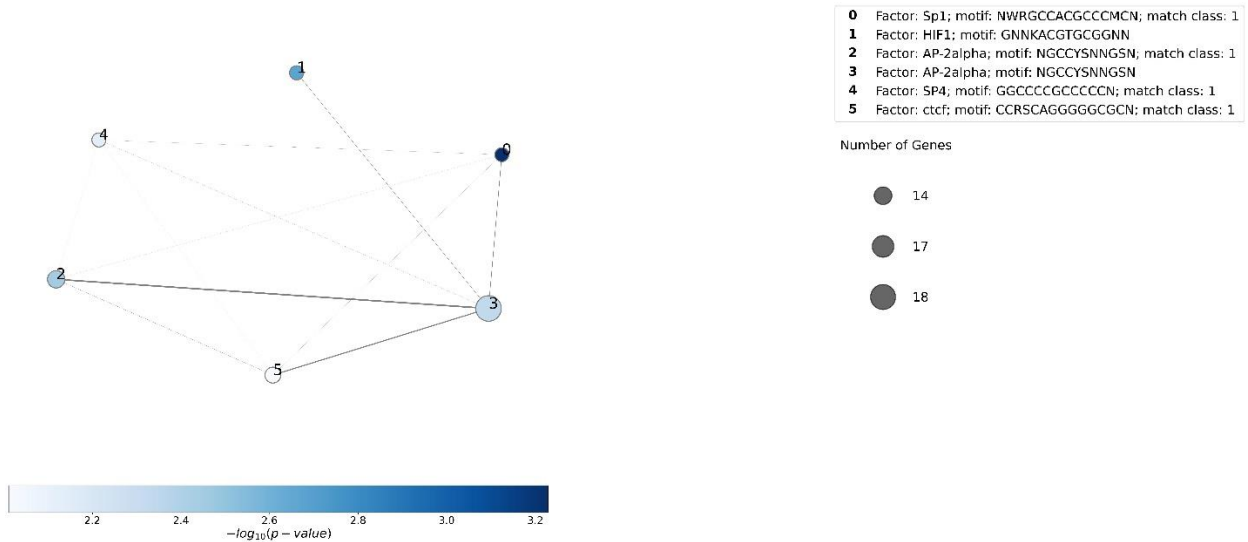 0 Factor: Sp1; motif: NWRGCCACGCCCMCN; match class: 1
1 Factor: HIF1; motif: GNNKACGTGCGGNN
2 Factor: AP-2alpha; motif: NGCCYSNNGSN; match class: 1
3 Factor: AP-2alpha; motif: NGCCYSNNGSN
4 Factor: SP4; motif: GGCCCCGCCCCCN; match class: 1
5 Factor: ctcf; motif: CCRSCAGGGGGCGCN; match class: 1
1
4
0
2
3
5
Number of Genes
14
17
18
2.2 2.4 2.6 2.8 3.0 3.2
−log10(p − value)